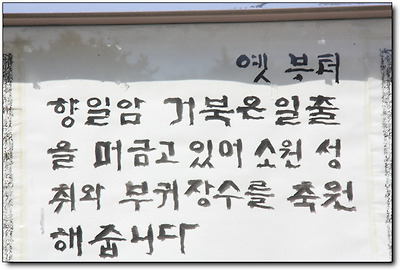 옛 부터
향일암 거북은 일출
을 머금고 있어 소원 성
취와 부귀장수를 축원
해 줍니다